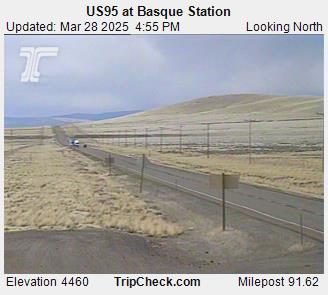 US95 at Basque Station
Updated: Mar 28 2025 4:55 PM Looking North
Elevation 4460 TripCheck.com Milepost 91.62